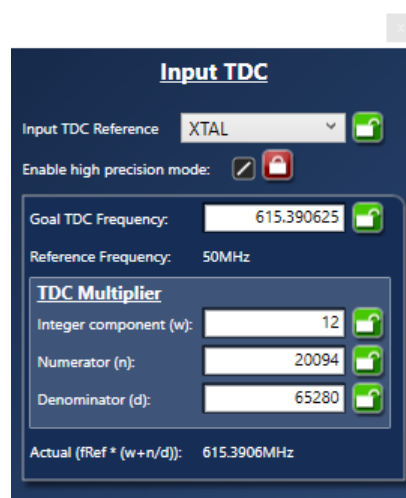 Input TDC
Input TDC Reference XTAL
Enable high precision mode:
Goal TDC Frequency: 615.390625
Reference Frequency: 50MHz
TDC Multiplier
Integer component (w): 12
Numerator (n): 20094
Denominator (d): 65280
Actual (fRef * (w+n/d)): 615.3906MHz